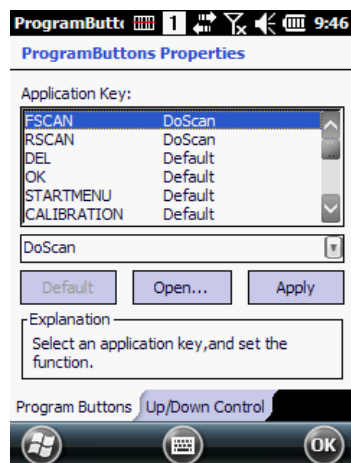 ProgramButto 1 9:46
ProgramButtons Properties
Application Key:
FSCAN DoScan
RSCAN DoScan
DEL Default
OK Default
STARTMENU Default
CALIBRATION Default
DoScan
Default Open... Apply
Explanation
Select an application key,and set the
function.
Program Buttons Up/Down Control
OK